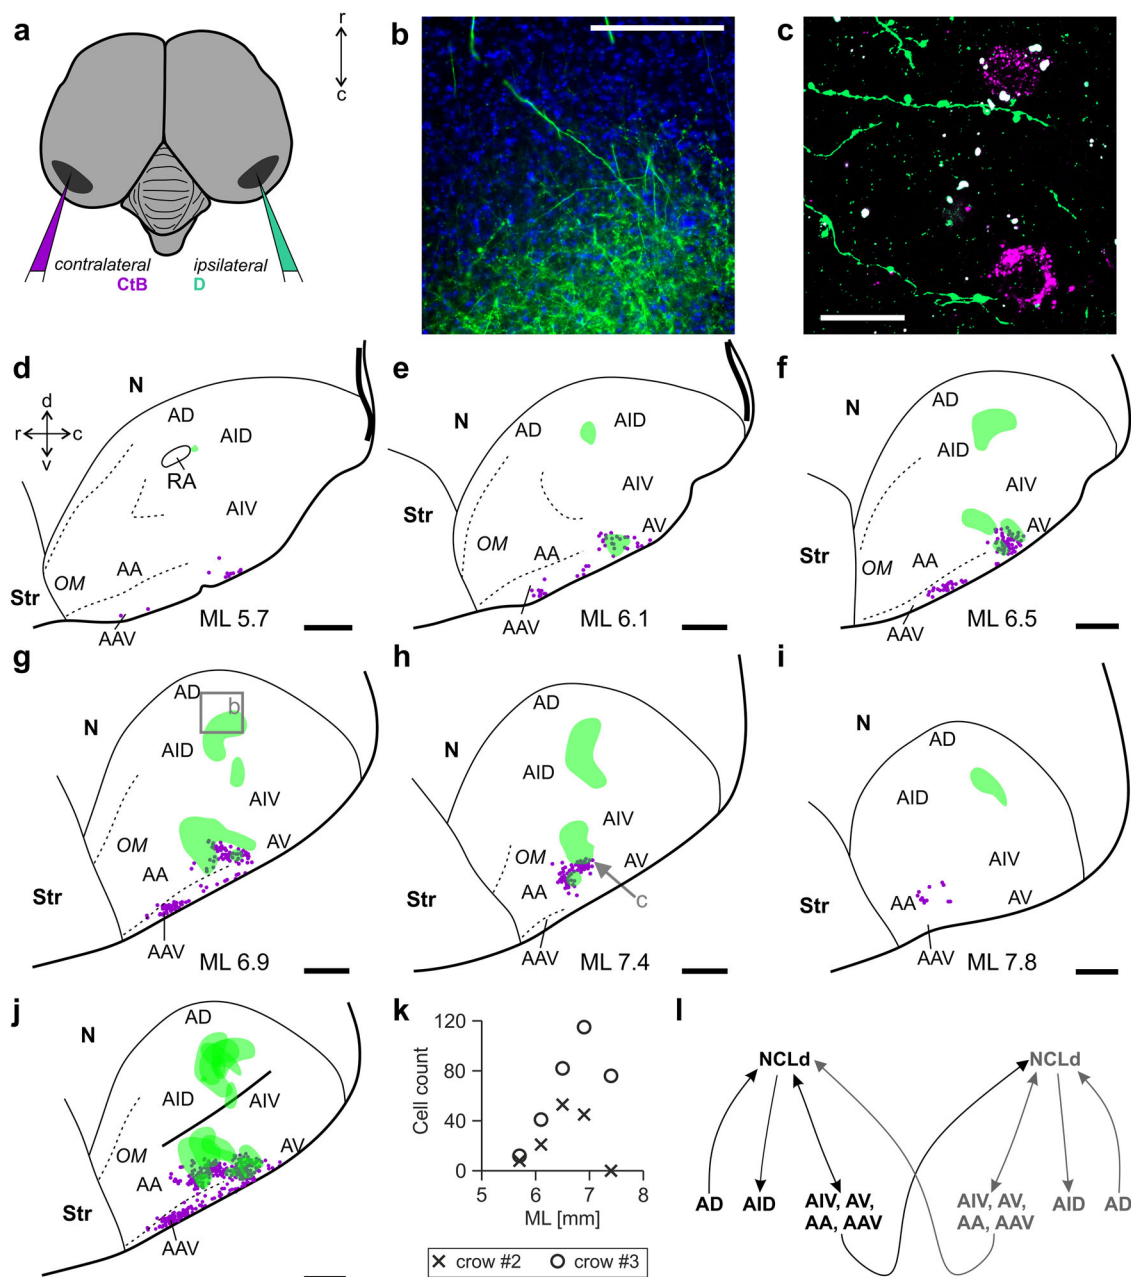 a
r
c
contralateral ipsilateral
CtB D
b
c
d
N
d
r c
v
AD
AID
RA
AIV
AA
OM
Str
AAV
ML 5.7
e
N
AD
AID
AIV
Str
AV
AA
OM
AAV
ML 6.1
f
N
AD
AID
AIV
AV
Str
OM
AA
AAV
ML 6.5
g
AD
b
N
AID
AIV
OM
AV
AA
Str
AAV
ML 6.9
h
N
AD
AID
AIV
OM
AV
AA
c
Str
AAV
ML 7.4
i
N
AD
AID
AIV
AA
AV
Str
AAV
ML 7.8
j
N
AD
AID
AIV
OM
AV
AA
Str
AAV
k
120
80
40
0
Cell count
5 6 7 8
ML [mm]
crow #2 crow #3
l
NCLd NCLd
AD AID AIV, AV,
AA, AAV
AIV, AV,
AA, AAV
AID AD